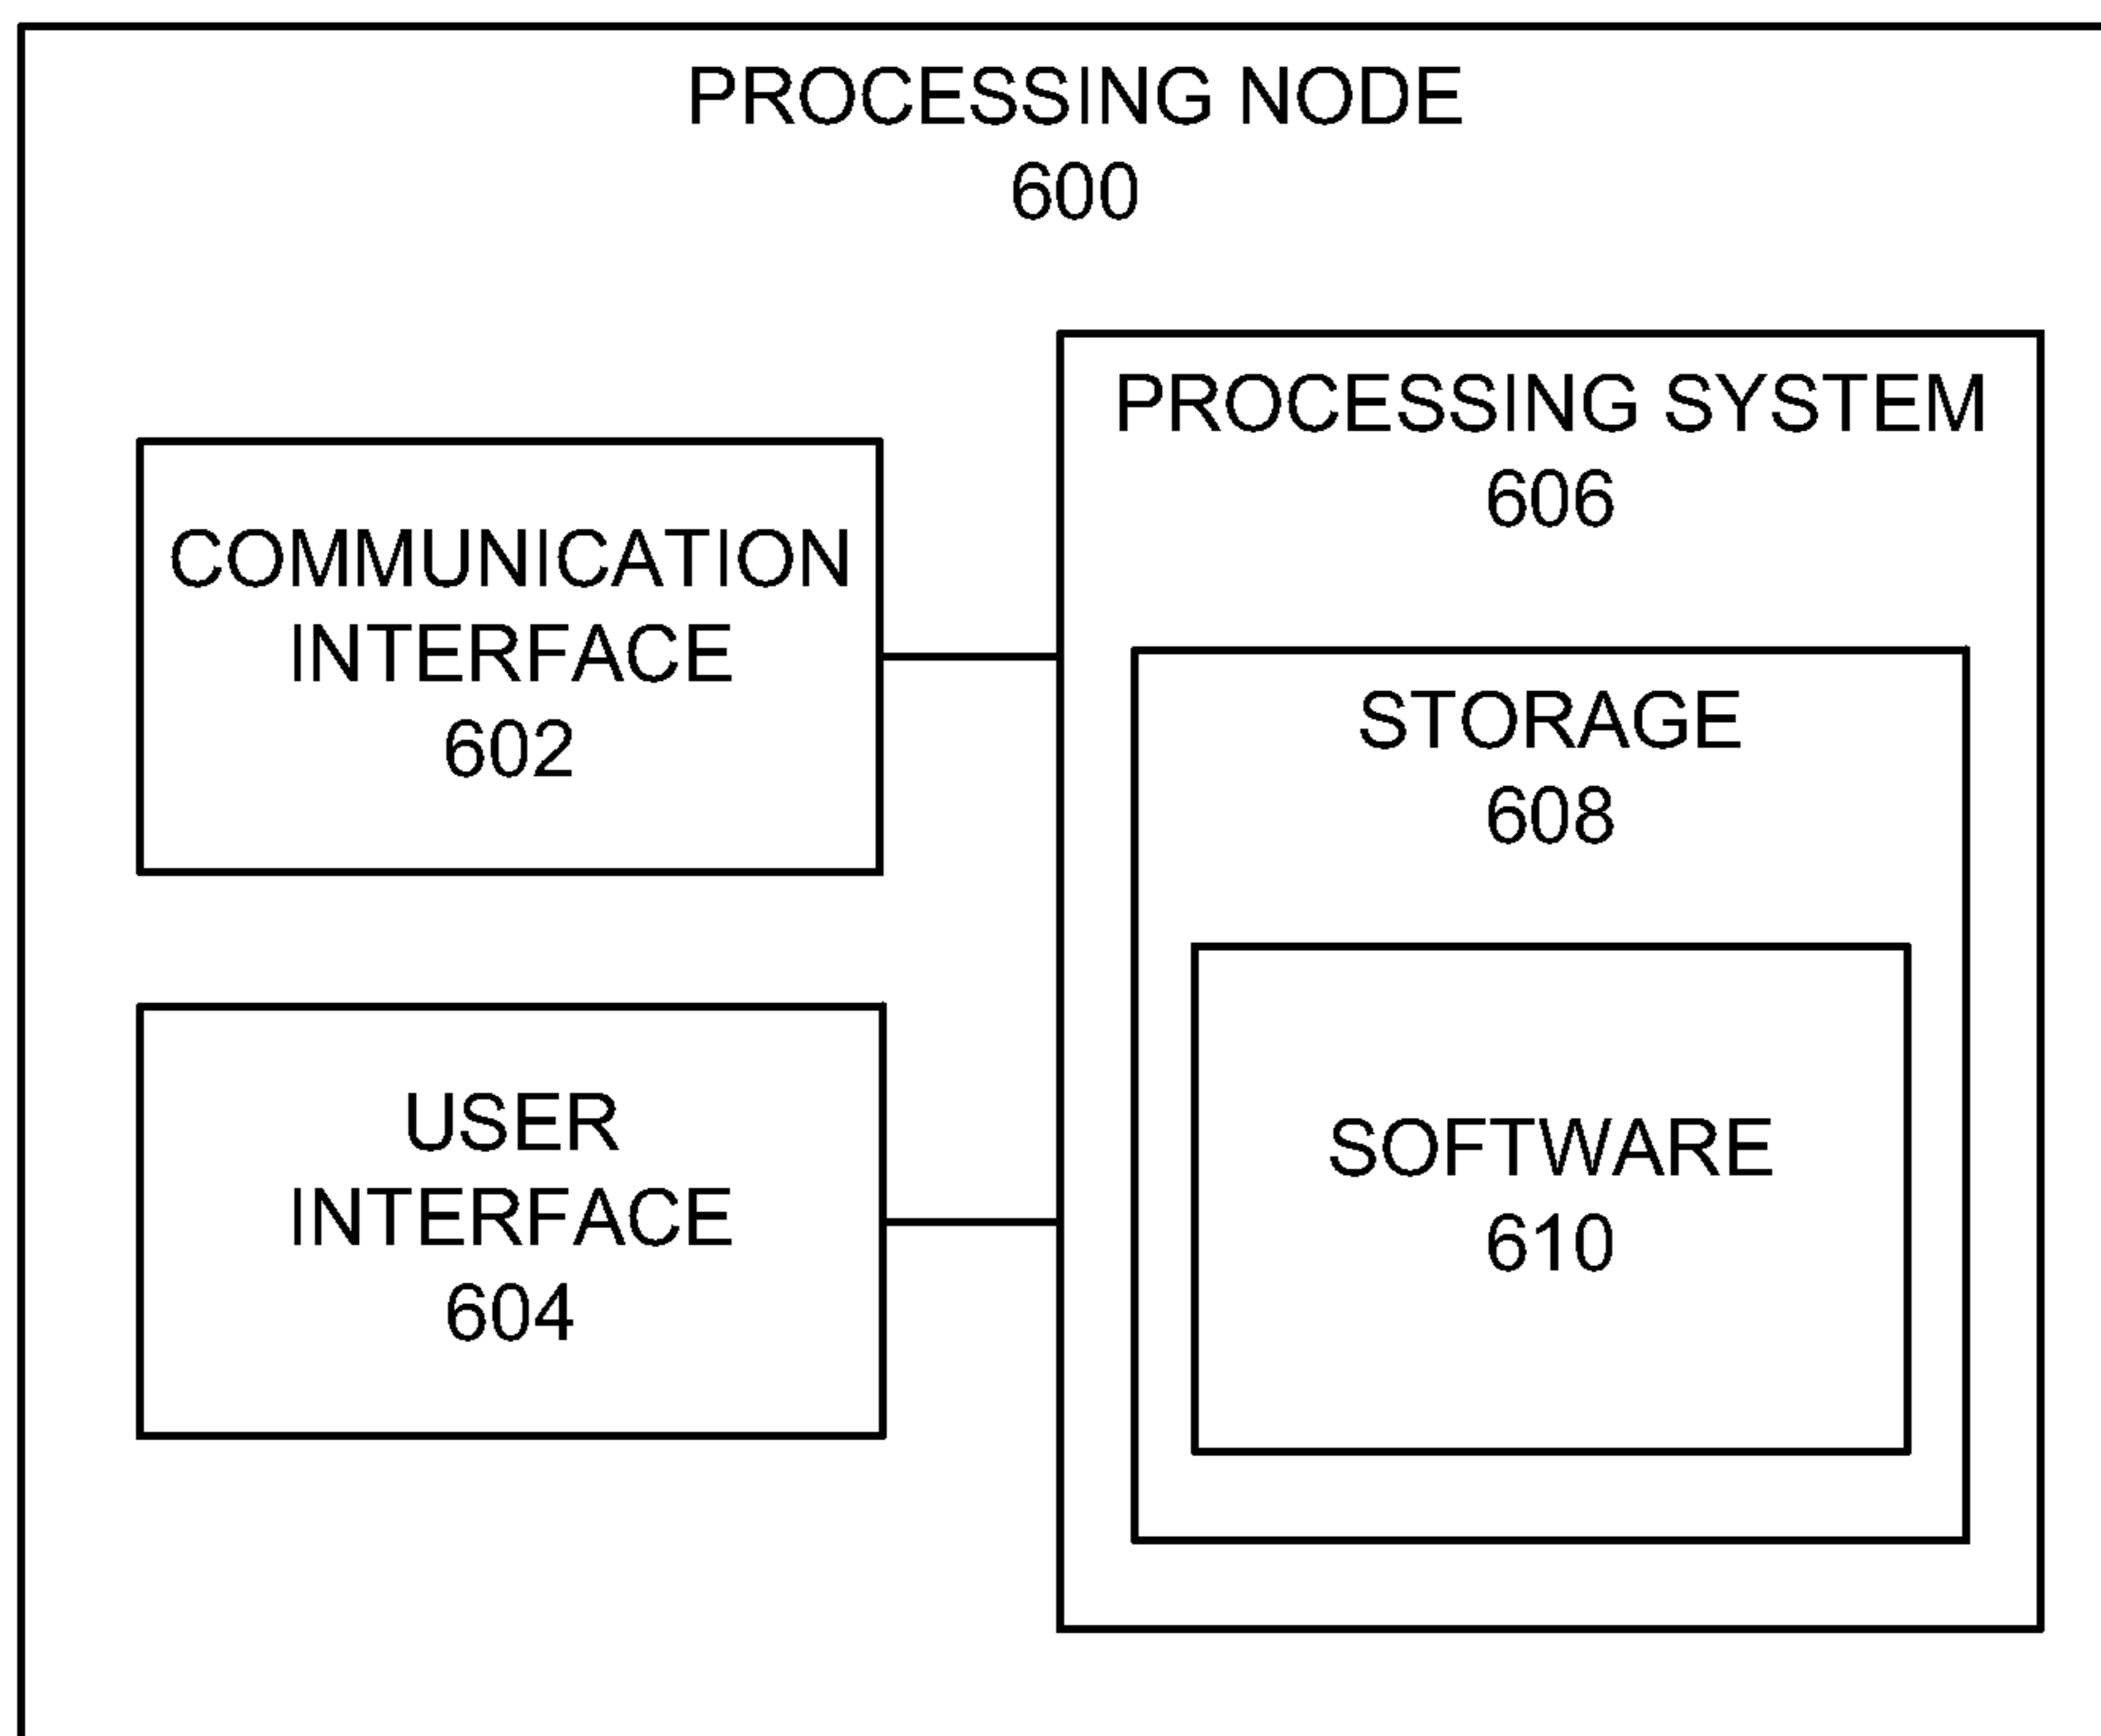 PROCESSING NODE
600
PROCESSING SYSTEM
606
COMMUNICATION
INTERFACE
602
STORAGE
608
USER
INTERFACE
604
SOFTWARE
610